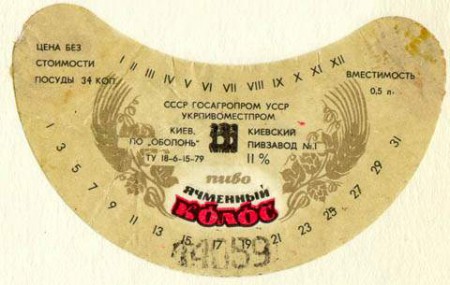 ЦЕНА БЕЗ
СТОИМОСТИ
ПОСУДЫ 34 КОП.
I II III IV V VI VII VIII IX X XI XII
ВМЕСТИМОСТЬ
0,5 л.
СССР ГОСАГРОПРОМ УССР
УКРПИВОМЕСТПРОМ
КИЕВ,
ПО „ОБОЛОНЬ"
ТУ 18-6-15-79
КИЕВСКИЙ
ПИВЗАВОД №1
11 %
пиво
ЯЧМЕННЫЙ
КОЛОС
1 3 5 7 9 11 13 15 17 19 21 23 25 27 29 31